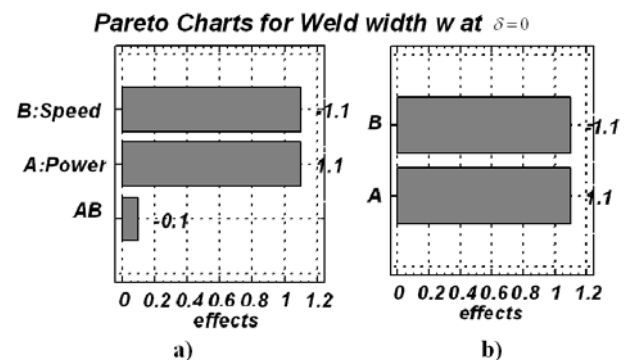 Pareto Charts for Weld width w at δ=0
B:Speed
-1.1
A:Power
1.1
AB
-0.1
0 0.2 0.4 0.6 0.8 1 1.2
effects
a)
B
-1.1
A
1.1
0 0.2 0.4 0.6 0.8 1 1.2
effects
b)